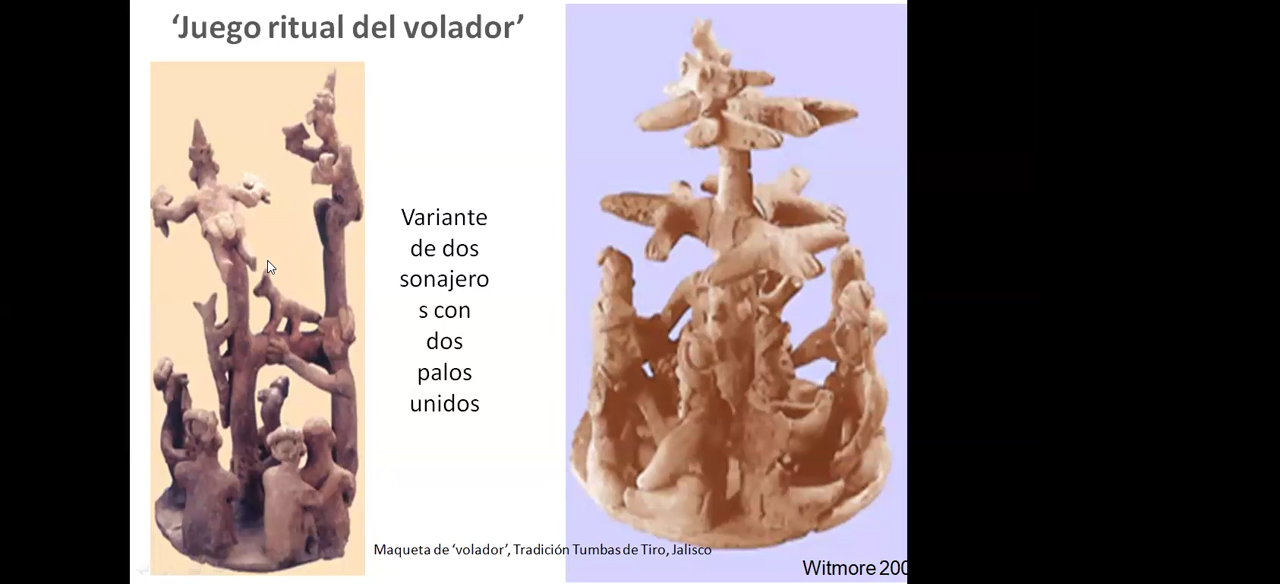 ‘Juego ritual del volador’
Variante
de dos
sonajero
s con
dos
palos
unidos
Maqueta de ‘volador’, Tradición Tumbas de Tiro, Jalisco
Witmore 200